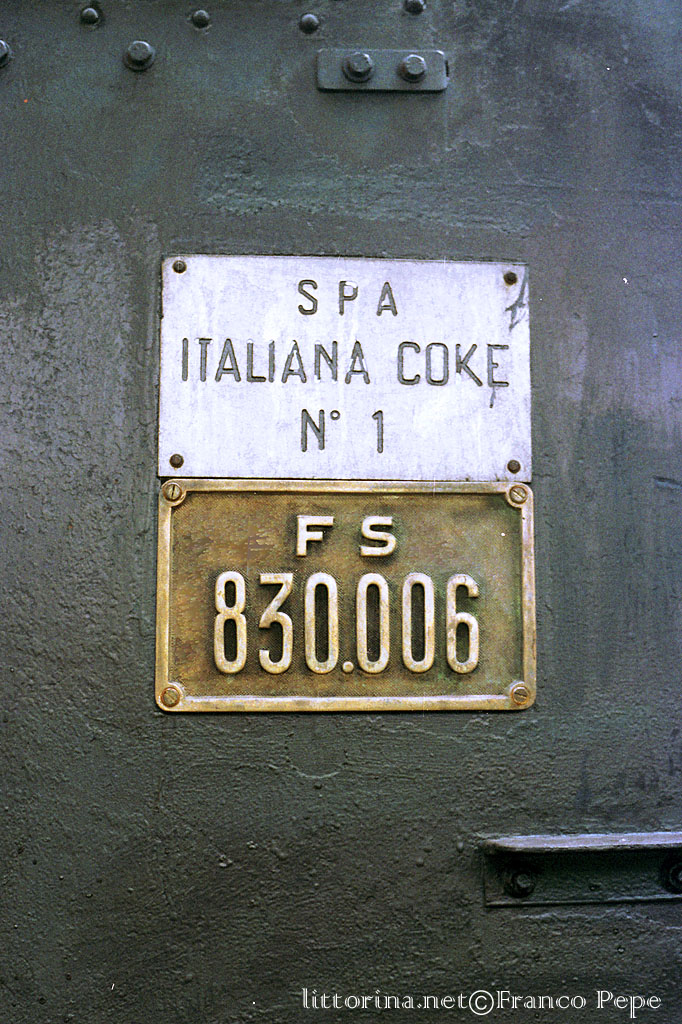 SPA
ITALIANA COKE
N° 1
FS
830.006
littorina.net©Franco Pepe